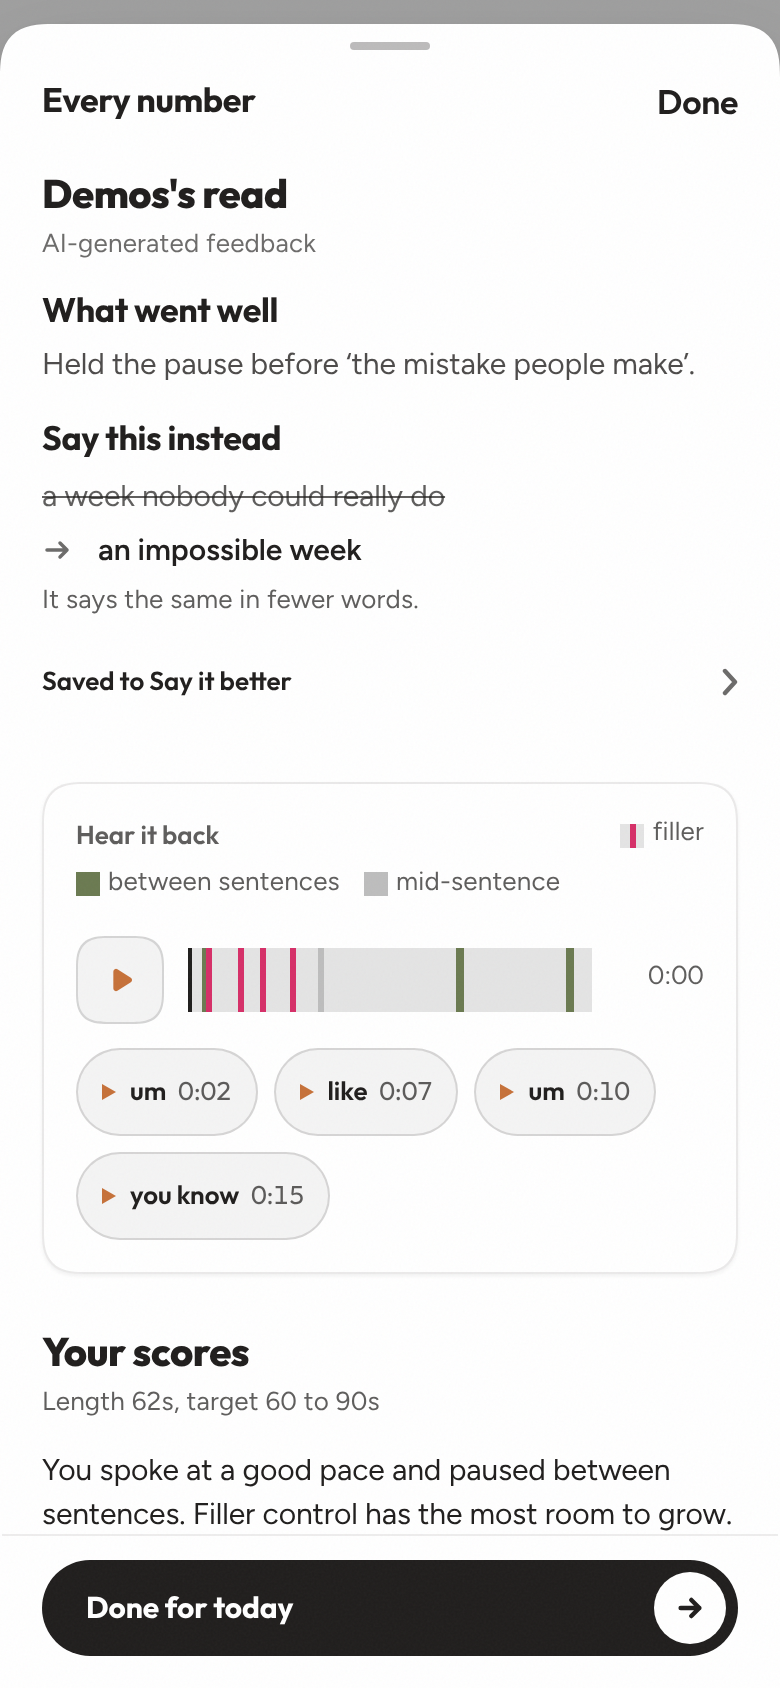 Every number
Done
Demos's read
AI-generated feedback
What went well
Held the pause before ‘the mistake people make’.
Say this instead
a week nobody could really do
→ an impossible week
It says the same in fewer words.
Saved to Say it better
Hear it back
filler
between sentences
mid-sentence
0:00
um 0:02
like 0:07
um 0:10
you know 0:15
Your scores
Length 62s, target 60 to 90s
You spoke at a good pace and paused between
sentences. Filler control has the most room to grow.
Done for today